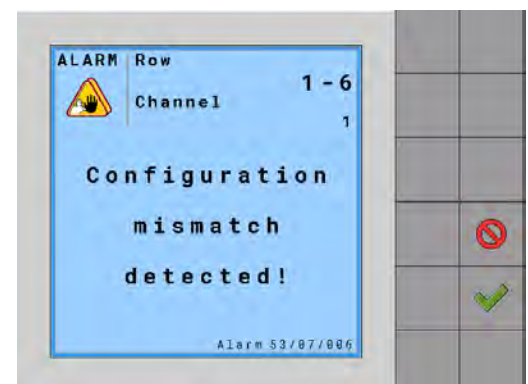 ALARM Row
1-6
Channel
1
Configuration
mismatch
detected!
Alarm 53/07/006